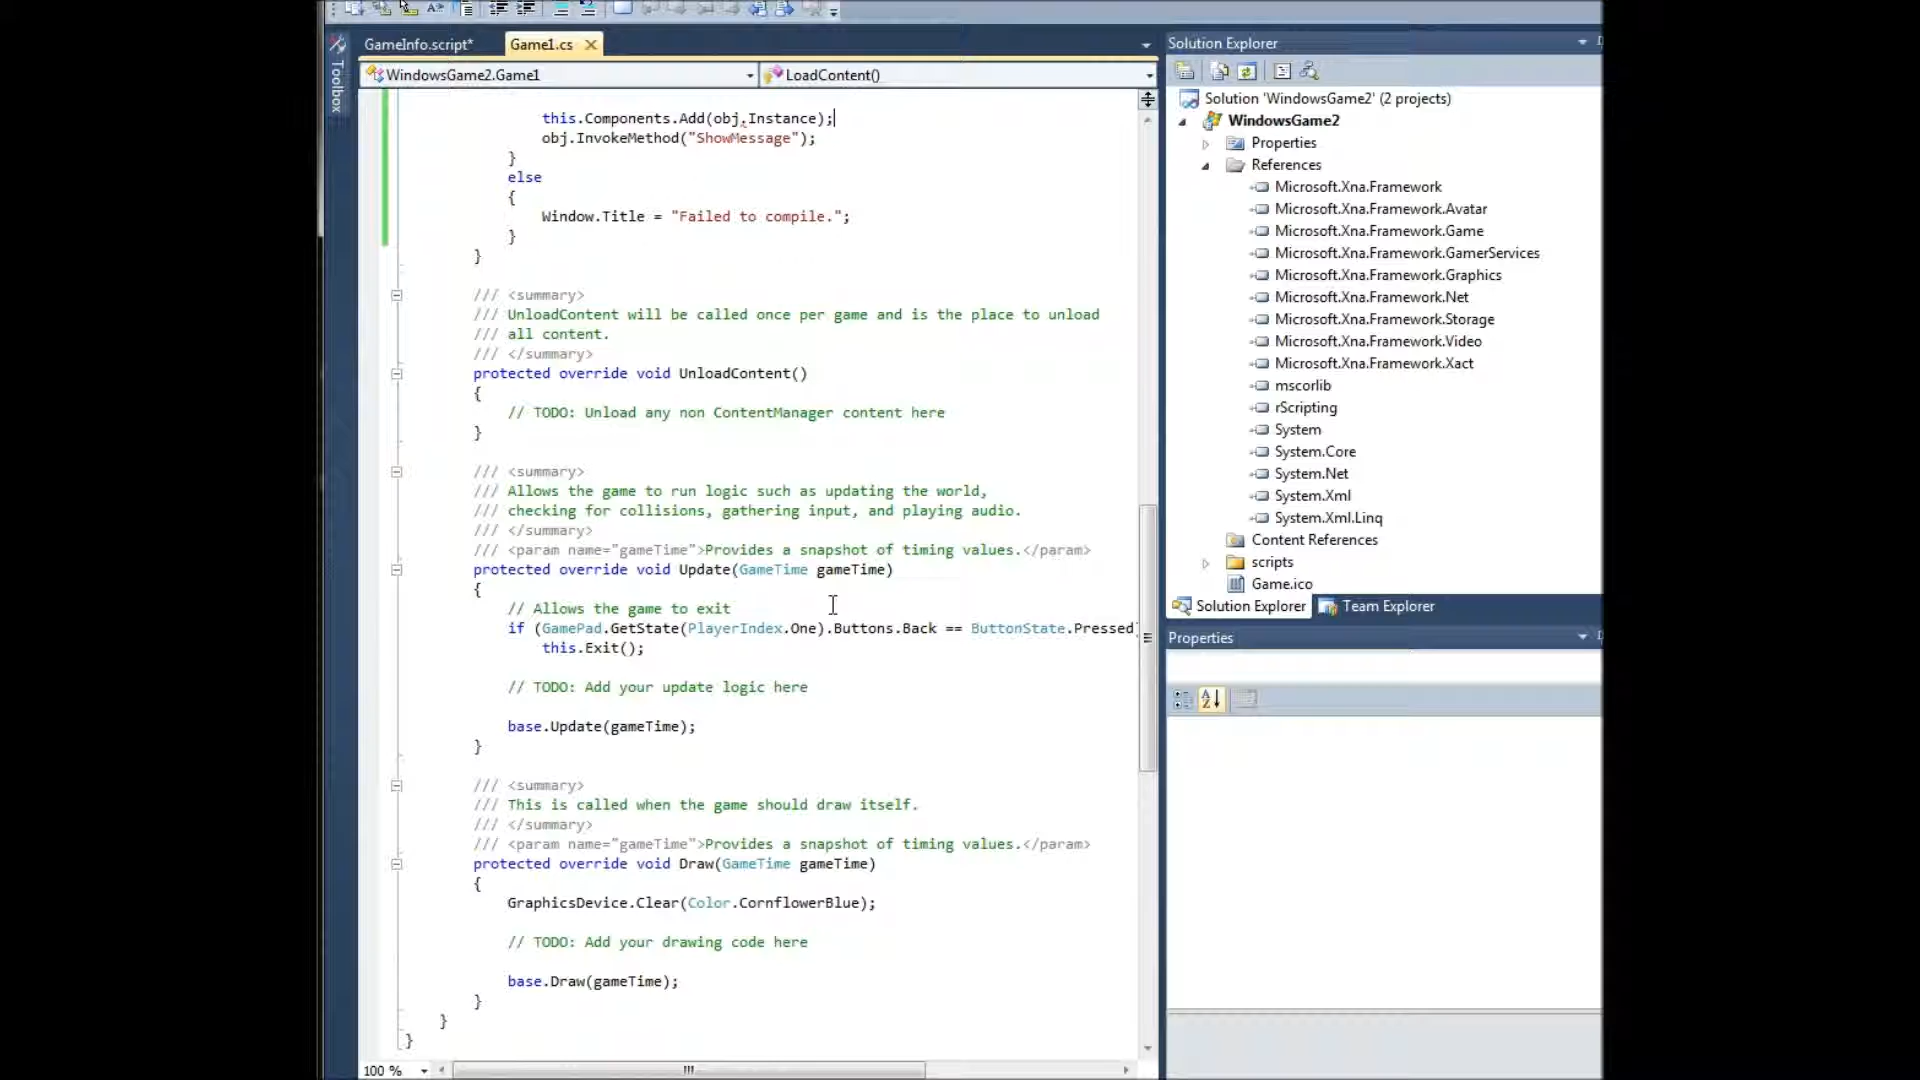 GameInfo.script*
Game1.cs
WindowsGame2.Game1
LoadContent()
Toolbox
this.Components.Add(obj.Instance);
obj.InvokeMethod("ShowMessage");
}
else
{
Window.Title = "Failed to compile.";
}
}
/// <summary>
/// UnloadContent will be called once per game and is the place to unload
/// all content.
/// </summary>
protected override void UnloadContent()
{
// TODO: Unload any non ContentManager content here
}
/// <summary>
/// Allows the game to run logic such as updating the world,
/// checking for collisions, gathering input, and playing audio.
/// </summary>
/// <param name="gameTime">Provides a snapshot of timing values.</param>
protected override void Update(GameTime gameTime)
{
// Allows the game to exit
if (GamePad.GetState(PlayerIndex.One).Buttons.Back == ButtonState.Pressed)
this.Exit();
// TODO: Add your update logic here
base.Update(gameTime);
}
/// <summary>
/// This is called when the game should draw itself.
/// </summary>
/// <param name="gameTime">Provides a snapshot of timing values.</param>
protected override void Draw(GameTime gameTime)
{
GraphicsDevice.Clear(Color.CornflowerBlue);
// TODO: Add your drawing code here
base.Draw(gameTime);
}
}
}
100 %
Solution Explorer
Solution 'WindowsGame2' (2 projects)
WindowsGame2
Properties
References
Microsoft.Xna.Framework
Microsoft.Xna.Framework.Avatar
Microsoft.Xna.Framework.Game
Microsoft.Xna.Framework.GamerServices
Microsoft.Xna.Framework.Graphics
Microsoft.Xna.Framework.Net
Microsoft.Xna.Framework.Storage
Microsoft.Xna.Framework.Video
Microsoft.Xna.Framework.Xact
mscorlib
rScripting
System
System.Core
System.Net
System.Xml
System.Xml.Linq
Content References
scripts
Game.ico
Solution Explorer
Team Explorer
Properties